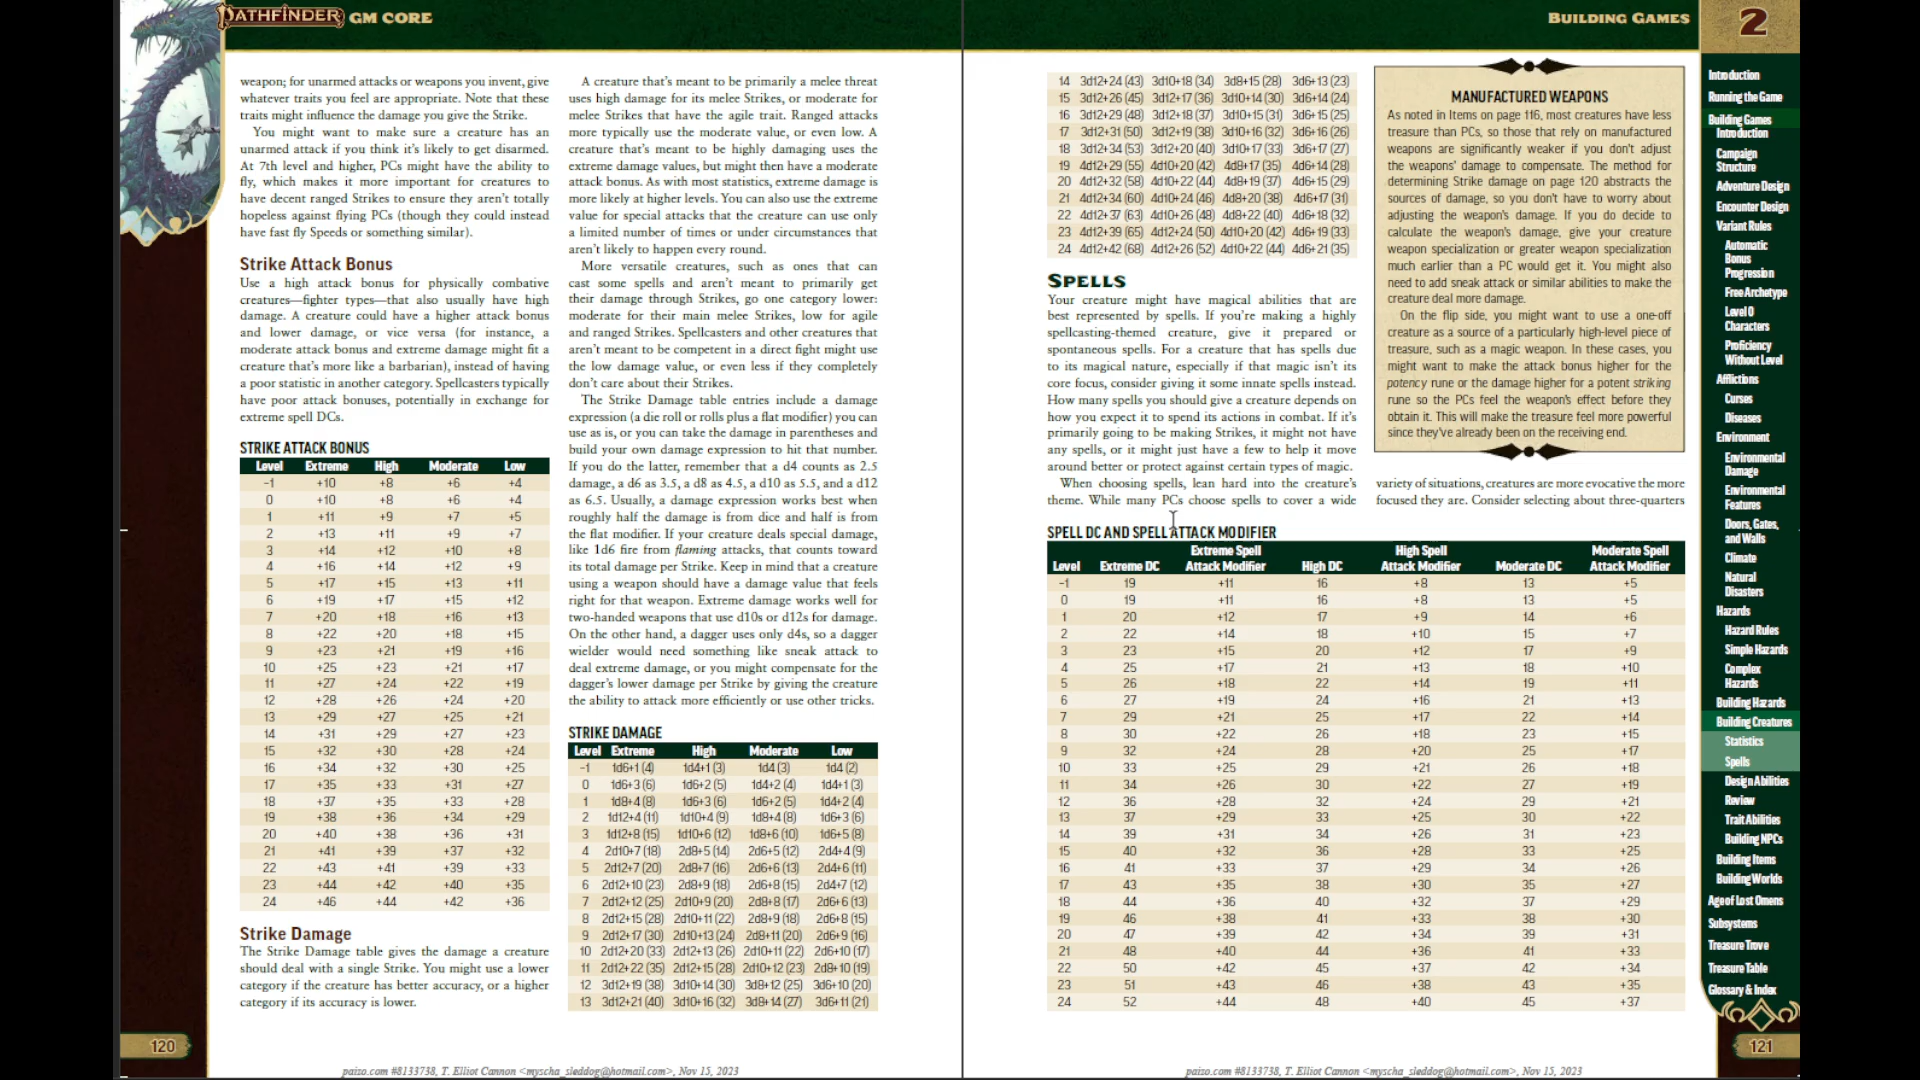 PATHFINDER GM CORE
weapon; for unarmed attacks or weapons you invent, give
whatever traits you feel are appropriate. Note that these
traits might influence the damage you give the Strike.
You might want to make sure a creature has an
unarmed attack if you think it's likely to get disarmed.
At 7th level and higher, PCs might have the ability to
fly, which makes it more important for creatures to
have decent ranged Strikes to ensure they aren't totally
hopeless against flying PCs (though they could instead
have fast fly Speeds or something similar).
Strike Attack Bonus
Use a high attack bonus for physically combative
creatures—fighter types—that also usually have high
damage. A creature could have a higher attack bonus
and lower damage, or vice versa (for instance, a
moderate attack bonus and extreme damage might fit a
creature that's more like a barbarian), instead of having
a poor statistic in another category. Spellcasters typically
have poor attack bonuses, potentially in exchange for
extreme spell DCs.
STRIKE ATTACK BONUS
Level Extreme High Moderate Low
−1 +10 +8 +6 +4
0 +10 +8 +6 +4
1 +11 +9 +7 +5
2 +13 +11 +9 +7
3 +14 +12 +10 +8
4 +16 +14 +12 +9
5 +17 +15 +13 +11
6 +19 +17 +15 +12
7 +20 +18 +16 +13
8 +22 +20 +18 +15
9 +23 +21 +19 +16
10 +25 +23 +21 +17
11 +27 +24 +22 +19
12 +28 +26 +24 +20
13 +29 +27 +25 +21
14 +31 +29 +27 +23
15 +32 +30 +28 +24
16 +34 +32 +30 +25
17 +35 +33 +31 +27
18 +37 +35 +33 +28
19 +38 +36 +34 +29
20 +40 +38 +36 +31
21 +41 +39 +37 +32
22 +43 +41 +39 +33
23 +44 +42 +40 +35
24 +46 +44 +42 +36
Strike Damage
The Strike Damage table gives the damage a creature
should deal with a single Strike. You might use a lower
category if the creature has better accuracy, or a higher
category if its accuracy is lower.
A creature that's meant to be primarily a melee threat
uses high damage for its melee Strikes, or moderate for
melee Strikes that have the agile trait. Ranged attacks
more typically use the moderate value, or even low. A
creature that's meant to be highly damaging uses the
extreme damage values, but might then have a moderate
attack bonus. As with most statistics, extreme damage is
more likely at higher levels. You can also use the extreme
value for special attacks that the creature can use only
a limited number of times or under circumstances that
aren't likely to happen every round.
More versatile creatures, such as ones that can
cast some spells and aren't meant to primarily get
their damage through Strikes, go one category lower:
moderate for their main melee Strikes, low for agile
and ranged Strikes. Spellcasters and other creatures that
aren't meant to be competent in a direct fight might use
the low damage value, or even less if they completely
don't care about their Strikes.
The Strike Damage table entries include a damage
expression (a die roll or rolls plus a flat modifier) you can
use as is, or you can take the damage in parentheses and
build your own damage expression to hit that number.
If you do the latter, remember that a d4 counts as 2.5
damage, a d6 as 3.5, a d8 as 4.5, a d10 as 5.5, and a d12
as 6.5. Usually, a damage expression works best when
roughly half the damage is from dice and half is from
the flat modifier. If your creature deals special damage,
like 1d6 fire from flaming attacks, that counts toward
its total damage per Strike. Keep in mind that a creature
using a weapon should have a damage value that feels
right for that weapon. Extreme damage works well for
two-handed weapons that use d10s or d12s for damage.
On the other hand, a dagger uses only d4s, so a dagger
wielder would need something like sneak attack to
deal extreme damage, or you might compensate for the
dagger's lower damage per Strike by giving the creature
the ability to attack more efficiently or use other tricks.
STRIKE DAMAGE
Level Extreme High Moderate Low
−1 1d6+1 (4) 1d4+1 (3) 1d4 (3) 1d4 (2)
0 1d6+3 (6) 1d6+2 (5) 1d4+2 (4) 1d4+1 (3)
1 1d8+4 (8) 1d6+3 (6) 1d6+2 (5) 1d4+2 (4)
2 1d12+4 (11) 1d10+4 (9) 1d8+4 (8) 1d6+3 (6)
3 1d12+8 (15) 1d10+6 (12) 1d8+6 (10) 1d6+5 (8)
4 2d10+7 (18) 2d8+5 (14) 2d6+5 (12) 2d4+4 (9)
5 2d12+7 (20) 2d8+7 (16) 2d6+6 (13) 2d4+6 (11)
6 2d12+10 (23) 2d8+9 (18) 2d6+8 (15) 2d4+7 (12)
7 2d12+12 (25) 2d10+9 (20) 2d8+8 (17) 2d6+6 (13)
8 2d12+15 (28) 2d10+11 (22) 2d8+9 (18) 2d6+8 (15)
9 2d12+17 (30) 2d10+13 (24) 2d8+11 (20) 2d6+9 (16)
10 2d12+20 (33) 2d12+13 (26) 2d10+11 (22) 2d6+10 (17)
11 2d12+22 (35) 2d12+15 (28) 2d10+12 (23) 2d8+10 (19)
12 3d12+19 (38) 3d10+14 (30) 3d8+12 (25) 3d6+10 (20)
13 3d12+21 (40) 3d10+16 (32) 3d8+14 (27) 3d6+11 (21)
120
paizo.com #8133738, T. Elliot Cannon <myscha_sleddog@hotmail.com>, Nov 15, 2023
BUILDING GAMES
2
14 3d12+24 (43) 3d10+18 (34) 3d8+15 (28) 3d6+13 (23)
15 3d12+26 (45) 3d12+17 (36) 3d10+14 (30) 3d6+14 (24)
16 3d12+29 (48) 3d12+18 (37) 3d10+15 (31) 3d6+15 (25)
17 3d12+31 (50) 3d12+19 (38) 3d10+16 (32) 3d6+16 (26)
18 3d12+34 (53) 3d12+20 (40) 3d10+17 (33) 3d6+17 (27)
19 4d12+29 (55) 4d10+20 (42) 4d8+17 (35) 4d6+14 (28)
20 4d12+32 (58) 4d10+22 (44) 4d8+19 (37) 4d6+15 (29)
21 4d12+34 (60) 4d10+24 (46) 4d8+20 (38) 4d6+17 (31)
22 4d12+37 (63) 4d10+26 (48) 4d8+22 (40) 4d6+18 (32)
23 4d12+39 (65) 4d12+24 (50) 4d10+20 (42) 4d6+19 (33)
24 4d12+42 (68) 4d12+26 (52) 4d10+22 (44) 4d6+21 (35)
SPELLS
Your creature might have magical abilities that are
best represented by spells. If you're making a highly
spellcasting-themed creature, give it prepared or
spontaneous spells. For a creature that has spells due
to its magical nature, especially if that magic isn't its
core focus, consider giving it some innate spells instead.
How many spells you should give a creature depends on
how you expect it to spend its actions in combat. If it's
primarily going to be making Strikes, it might not have
any spells, or it might just have a few to help it move
around better or protect against certain types of magic.
When choosing spells, lean hard into the creature's
theme. While many PCs choose spells to cover a wide
MANUFACTURED WEAPONS
As noted in Items on page 116, most creatures have less
treasure than PCs, so those that rely on manufactured
weapons are significantly weaker if you don't adjust
the weapons' damage to compensate. The method for
determining Strike damage on page 120 abstracts the
sources of damage, so you don't have to worry about
adjusting the weapon's damage. If you do decide to
calculate the weapon's damage, give your creature
weapon specialization or greater weapon specialization
much earlier than a PC would get it. You might also
need to add sneak attack or similar abilities to make the
creature deal more damage.
On the flip side, you might want to use a one-off
creature as a source of a particularly high-level piece of
treasure, such as a magic weapon. In these cases, you
might want to make the attack bonus higher for the
potency rune or the damage higher for a potent striking
rune so the PCs feel the weapon's effect before they
obtain it. This will make the treasure feel more powerful
since they've already been on the receiving end.
variety of situations, creatures are more evocative the more
focused they are. Consider selecting about three-quarters
SPELL DC AND SPELL ATTACK MODIFIER
Extreme Spell High Spell Moderate Spell
Level Extreme DC Attack Modifier High DC Attack Modifier Moderate DC Attack Modifier
−1 19 +11 16 +8 13 +5
0 19 +11 16 +8 13 +5
1 20 +12 17 +9 14 +6
2 22 +14 18 +10 15 +7
3 23 +15 20 +12 17 +9
4 25 +17 21 +13 18 +10
5 26 +18 22 +14 19 +11
6 27 +19 24 +16 21 +13
7 29 +21 25 +17 22 +14
8 30 +22 26 +18 23 +15
9 32 +24 28 +20 25 +17
10 33 +25 29 +21 26 +18
11 34 +26 30 +22 27 +19
12 36 +28 32 +24 29 +21
13 37 +29 33 +25 30 +22
14 39 +31 34 +26 31 +23
15 40 +32 36 +28 33 +25
16 41 +33 37 +29 34 +26
17 43 +35 38 +30 35 +27
18 44 +36 40 +32 37 +29
19 46 +38 41 +33 38 +30
20 47 +39 42 +34 39 +31
21 48 +40 44 +36 41 +33
22 50 +42 45 +37 42 +34
23 51 +43 46 +38 43 +35
24 52 +44 48 +40 45 +37
Introduction
Running the Game
Building Games
Introduction
Campaign
Structure
Adventure Design
Encounter Design
Variant Rules
Automatic
Bonus
Progression
Free Archetype
Level 0
Characters
Proficiency
Without Level
Afflictions
Curses
Diseases
Environment
Environmental
Damage
Environmental
Features
Doors, Gates,
and Walls
Climate
Natural
Disasters
Hazards
Hazard Rules
Simple Hazards
Complex
Hazards
Building Hazards
Building Creatures
Statistics
Spells
Design Abilities
Review
Trait Abilities
Building NPCs
Building Items
Building Worlds
Age of Lost Omens
Subsystems
Treasure Trove
Treasure Table
Glossary & Index
121
paizo.com #8133738, T. Elliot Cannon <myscha_sleddog@hotmail.com>, Nov 15, 2023